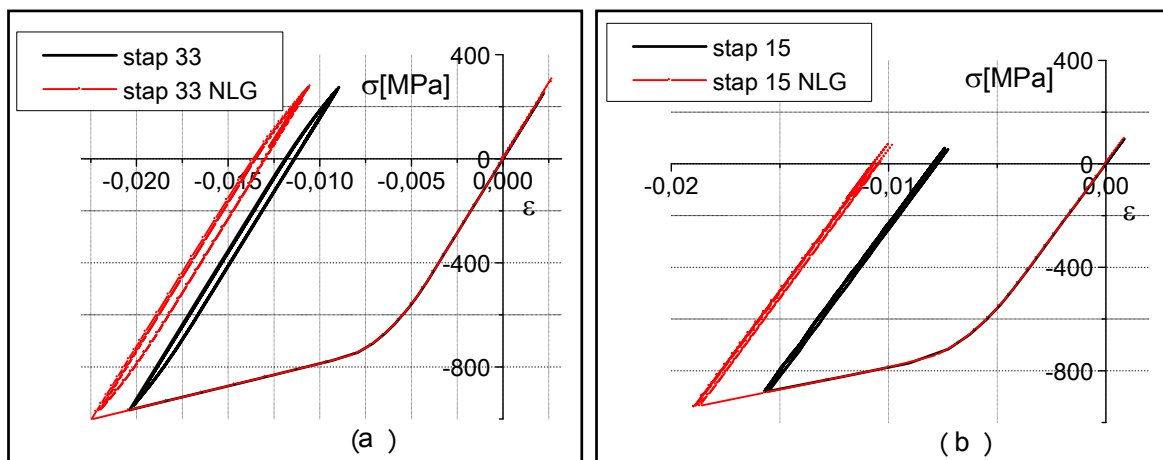 stap 33
stap 33 NLG
σ[MPa]
400
0
-0,020
-0,015
-0,010
-0,005
0,000
ε
-400
-800
(a )
stap 15
stap 15 NLG
σ[MPa]
400
0
-0,02
-0,01
0,00
ε
-400
-800
( b )